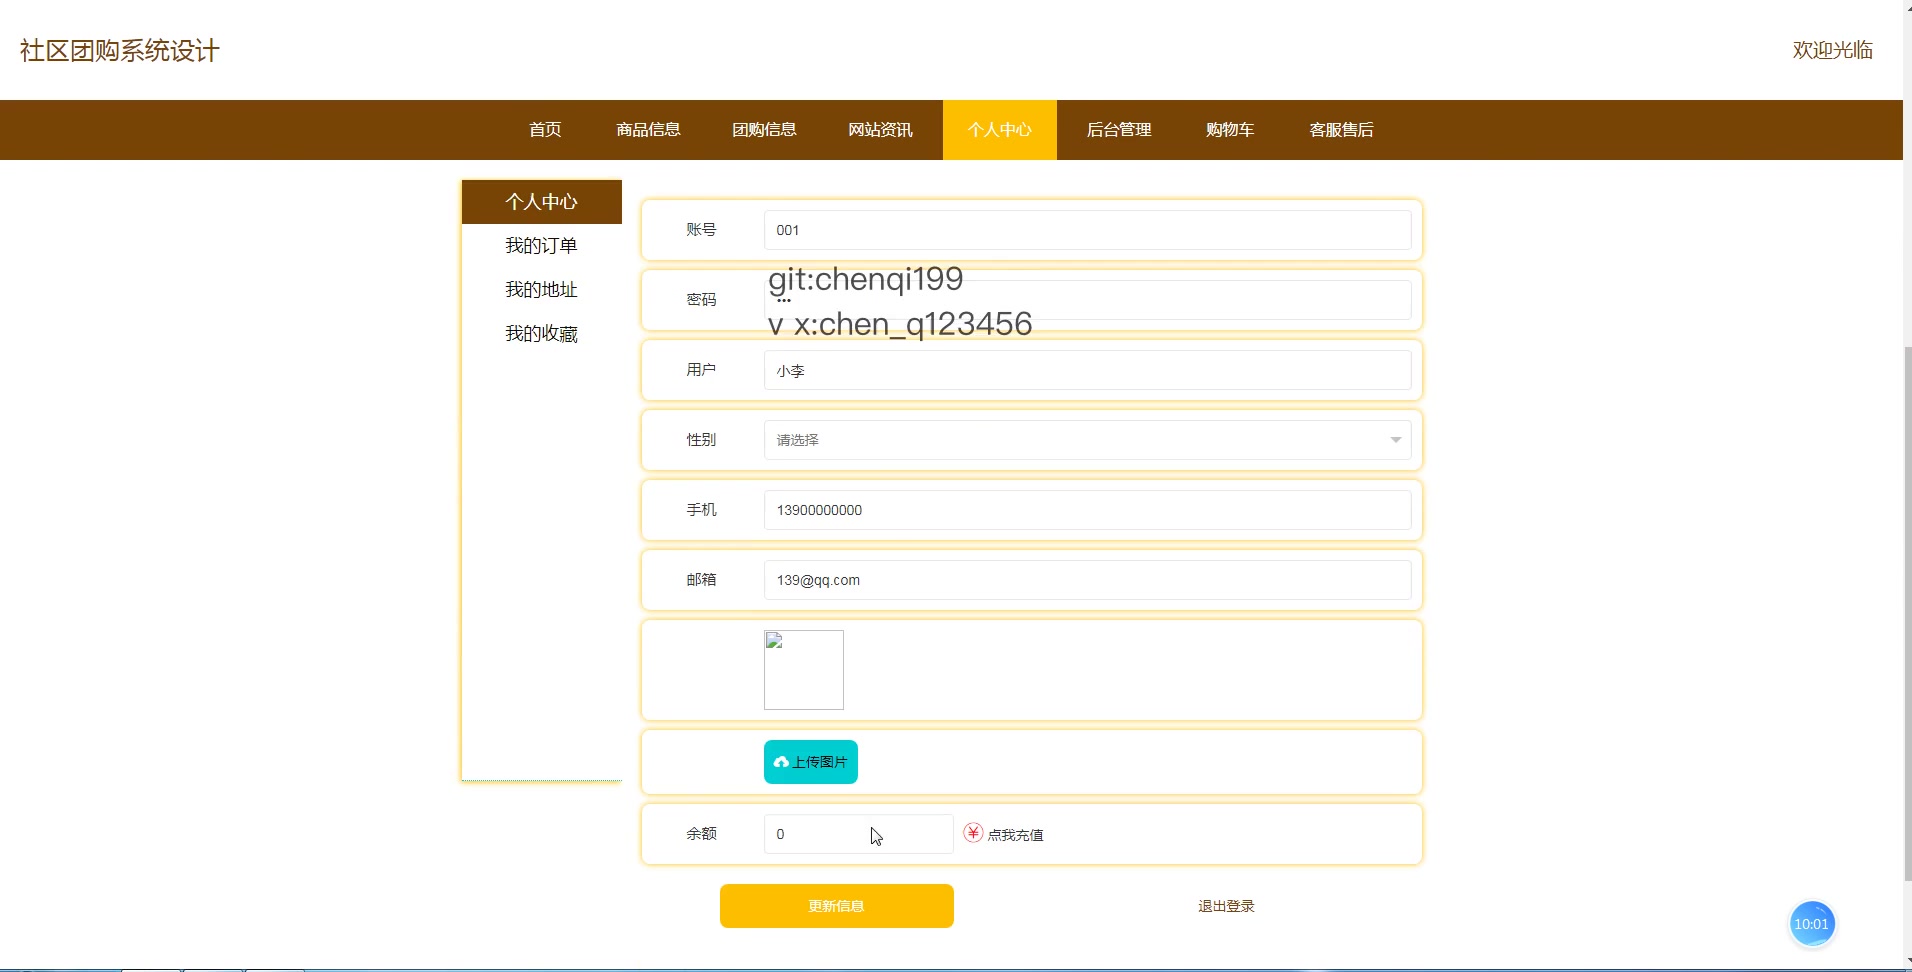 社区团购系统设计
欢迎光临
首页 商品信息 团购信息 网站资讯 个人中心 后台管理 购物车 客服售后
个人中心
我的订单
我的地址
我的收藏
账号 001
git:chenqi199
密码 •••
v x:chen_q123456
用户 小李
性别 请选择
手机 13900000000
邮箱 139@qq.com
上传图片
余额 0 ¥ 点我充值
更新信息 退出登录
10:01